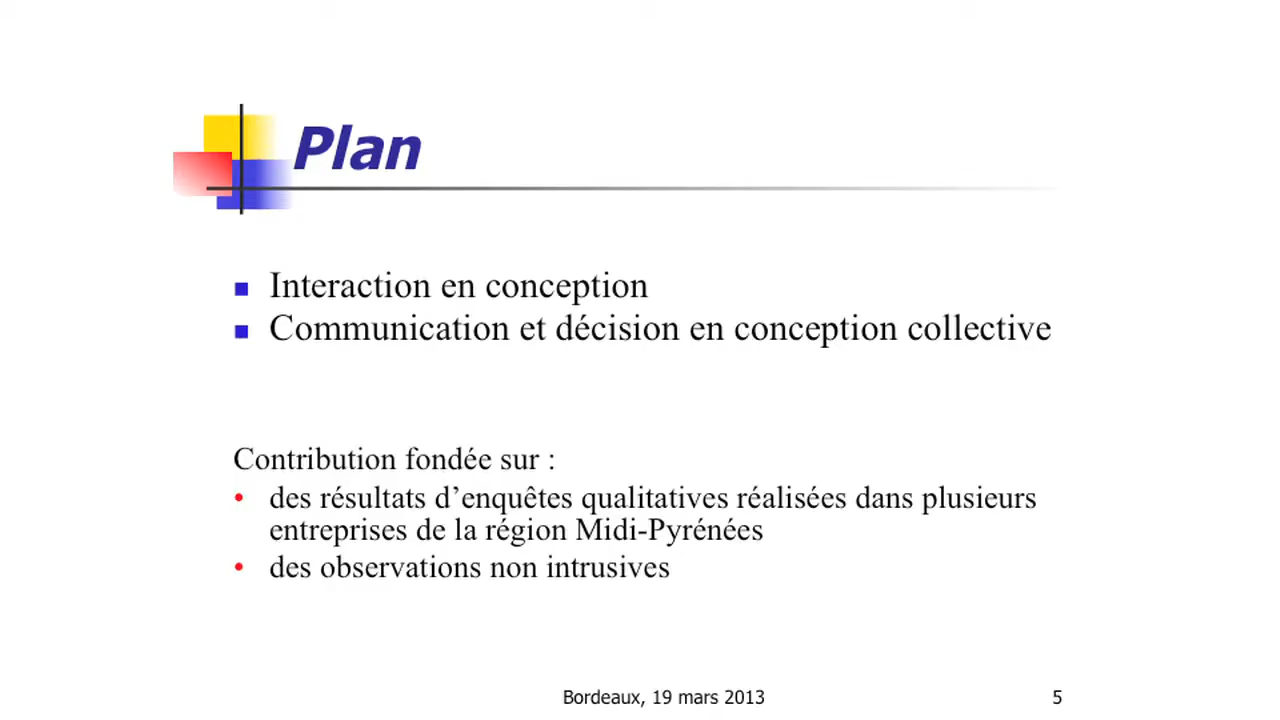 Plan
Interaction en conception
Communication et décision en conception collective
Contribution fondée sur :
• des résultats d’enquêtes qualitatives réalisées dans plusieurs
entreprises de la région Midi-Pyrénées
• des observations non intrusives
Bordeaux, 19 mars 2013
5